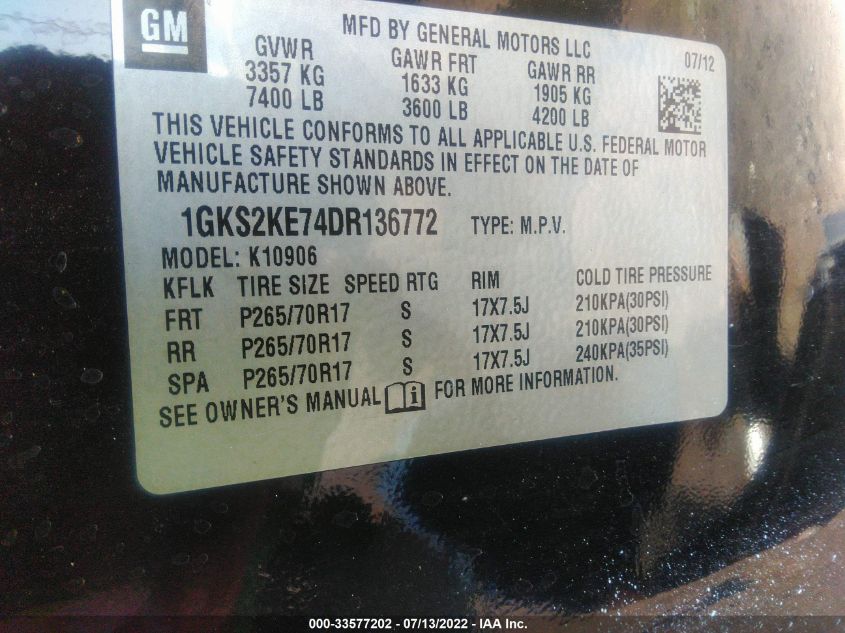 GM
MFD BY GENERAL MOTORS LLC
GVWR GAWR FRT GAWR RR 07/12
3357 KG 1633 KG 1905 KG
7400 LB 3600 LB 4200 LB
THIS VEHICLE CONFORMS TO ALL APPLICABLE U.S. FEDERAL MOTOR
VEHICLE SAFETY STANDARDS IN EFFECT ON THE DATE OF
MANUFACTURE SHOWN ABOVE.
1GKS2KE74DR136772 TYPE: M.P.V.
MODEL: K10906
KFLK TIRE SIZE SPEED RTG RIM COLD TIRE PRESSURE
FRT P265/70R17 S 17X7.5J 210KPA(30PSI)
RR P265/70R17 S 17X7.5J 210KPA(30PSI)
SPA P265/70R17 S 17X7.5J 240KPA(35PSI)
SEE OWNER'S MANUAL i FOR MORE INFORMATION.
000-33577202 - 07/13/2022 - IAA Inc.